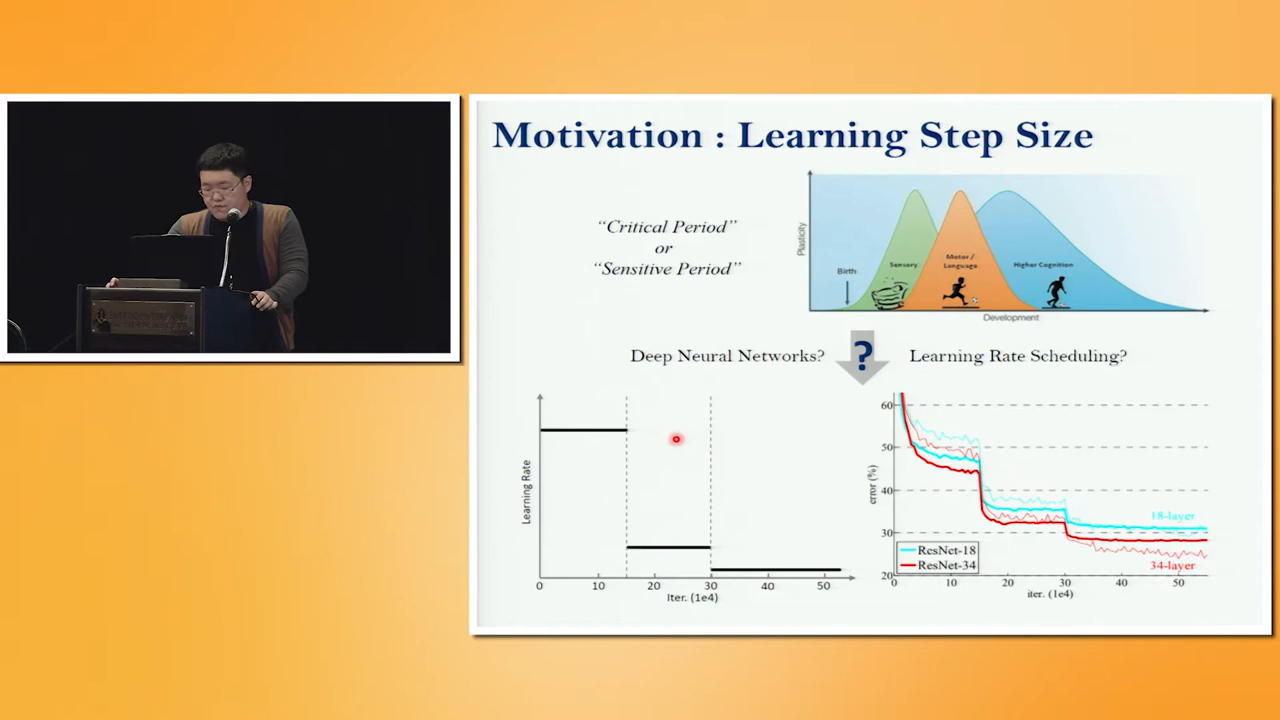 Motivation : Learning Step Size
“Critical Period”
or
“Sensitive Period”
Plasticity
Birth
Sensory
Motor /
Language
Higher Cognition
Development
Deep Neural Networks?
?
Learning Rate Scheduling?
Learning Rate
0 10 20 30 40 50
Iter. (1e4)
60
50
40
30
20
error (%)
18-layer
34-layer
ResNet-18
ResNet-34
0 10 20 30 40 50
iter. (1e4)